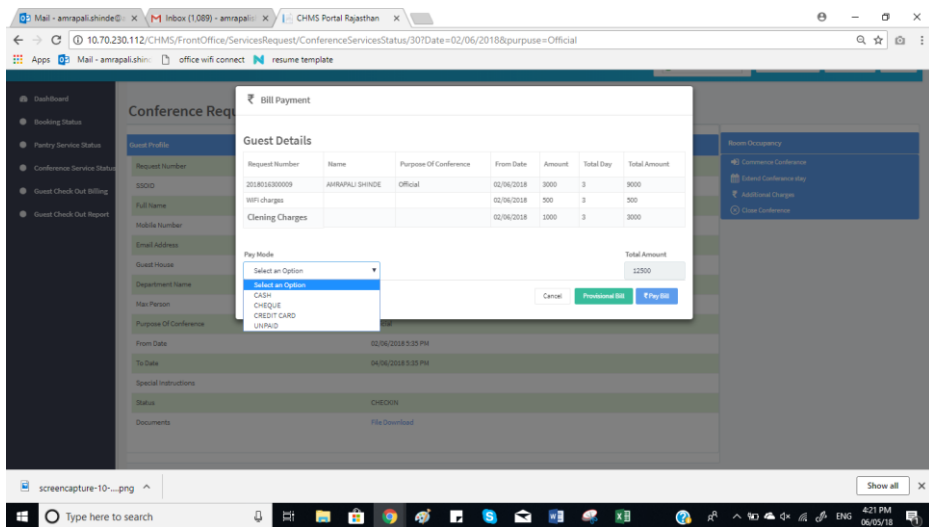 Mail - amrapali.shinde@
Inbox (1,089) - amrapali
CHMS Portal Rajasthan
10.70.230.112/CHMS/FrontOffice/ServicesRequest/ConferenceServicesStatus/30?Date=02/06/2018&purpuse=Official
Apps Mail - amrapali.shin office wifi connect resume template
DashBoard
Booking Status
Pantry Service Status
Conference Service Status
Guest Check Out Billing
Guest Check Out Report
Conference Requ
Guest Profile
Request Number
SSOID
Full Name
Mobile Number
Email Address
Guest House
Department Name
Max Person
Purpose Of Conference
From Date 02/06/2018 5:35 PM
To Date 04/06/2018 5:35 PM
Special Instructions
Status CHECKIN
Documents File Download
₹ Bill Payment
Guest Details
Request Number Name Purpose Of Conference From Date Amount Total Day Total Amount
2018016300009 AMRAPALI SHINDE Official 02/06/2018 3000 3 9000
WiFi charges 02/06/2018 500 3 500
Clening Charges 02/06/2018 1000 3 3000
Pay Mode Total Amount
Select an Option 12500
Select an Option
CASH
CHEQUE
CREDIT CARD
UNPAID
Cancel Provisional Bill ₹ Pay Bill
Room Occupancy
Commence Conference
Extend Conference stay
₹ Additional Charges
Close Conference
screencapture-10-...png
Show all
Type here to search
ENG
4:21 PM
06/05/18